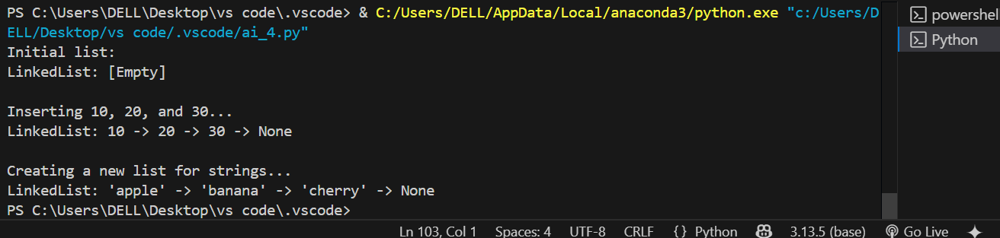 PS C:\Users\DELL\Desktop\vs code\.vscode> & C:/Users/DELL/AppData/Local/anaconda3/python.exe "c:/Users/D
ELL/Desktop/vs code/.vscode/ai_4.py"
Initial list:
LinkedList: [Empty]

Inserting 10, 20, and 30...
LinkedList: 10 -> 20 -> 30 -> None

Creating a new list for strings...
LinkedList: 'apple' -> 'banana' -> 'cherry' -> None
PS C:\Users\DELL\Desktop\vs code\.vscode>
powershell
Python
Ln 103, Col 1 Spaces: 4 UTF-8 CRLF {} Python 3.13.5 (base) Go Live